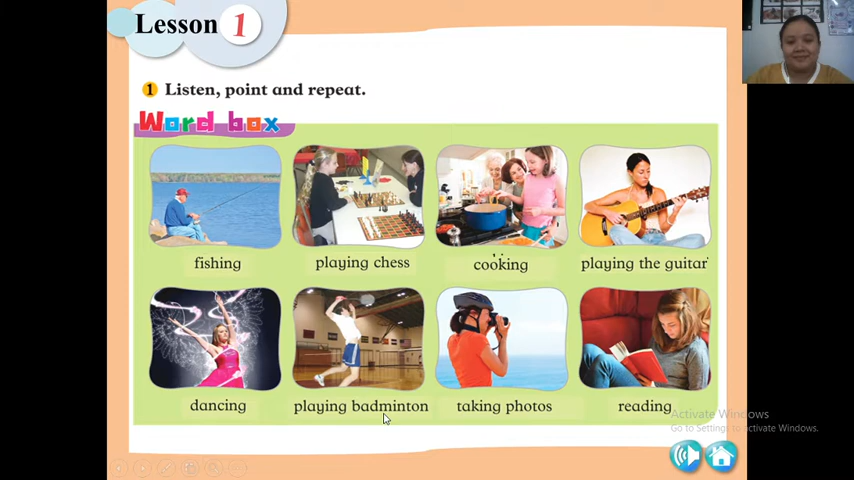 Lesson 1
1 Listen, point and repeat.
Word box
fishing
playing chess
cooking
playing the guitar
dancing
playing badminton
taking photos
reading
Activate Windows
Go to Settings to activate Windows.